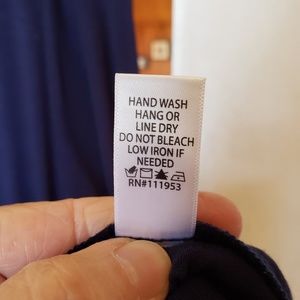 HAND WASH
HANG OR
LINE DRY
DO NOT BLEACH
LOW IRON IF
NEEDED
RN#111953